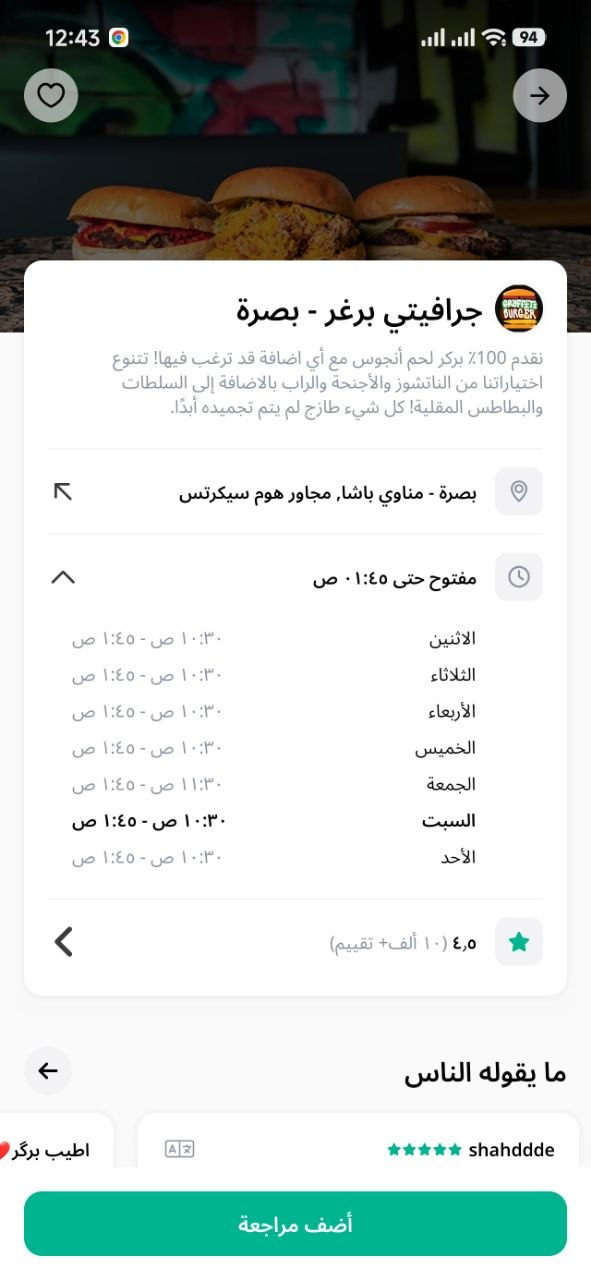 12:43
94
GRAFFETE
BURGER
جرافيتي برغر - بصرة
نقدم 100٪ بركر لحم أنجوس مع أي اضافة قد ترغب فيها! تتنوع
اختياراتنا من الناتشوز والأجنحة والراب بالاضافة إلى السلطات
والبطاطس المقلية! كل شيء طازج لم يتم تجميده أبدًا.
بصرة - مناوي باشا, مجاور هوم سيكرتس
مفتوح حتى ٠١:٤٥ ص
الاثنين ١٠:٣٠ ص - ١:٤٥ ص
الثلاثاء ١٠:٣٠ ص - ١:٤٥ ص
الأربعاء ١٠:٣٠ ص - ١:٤٥ ص
الخميس ١٠:٣٠ ص - ١:٤٥ ص
الجمعة ١١:٣٠ ص - ١:٤٥ ص
السبت ١٠:٣٠ ص - ١:٤٥ ص
الأحد ١٠:٣٠ ص - ١:٤٥ ص
٤٫٥ (١٠ ألف+ تقييم)
ما يقوله الناس
shahddde
اطيب برگر
أضف مراجعة